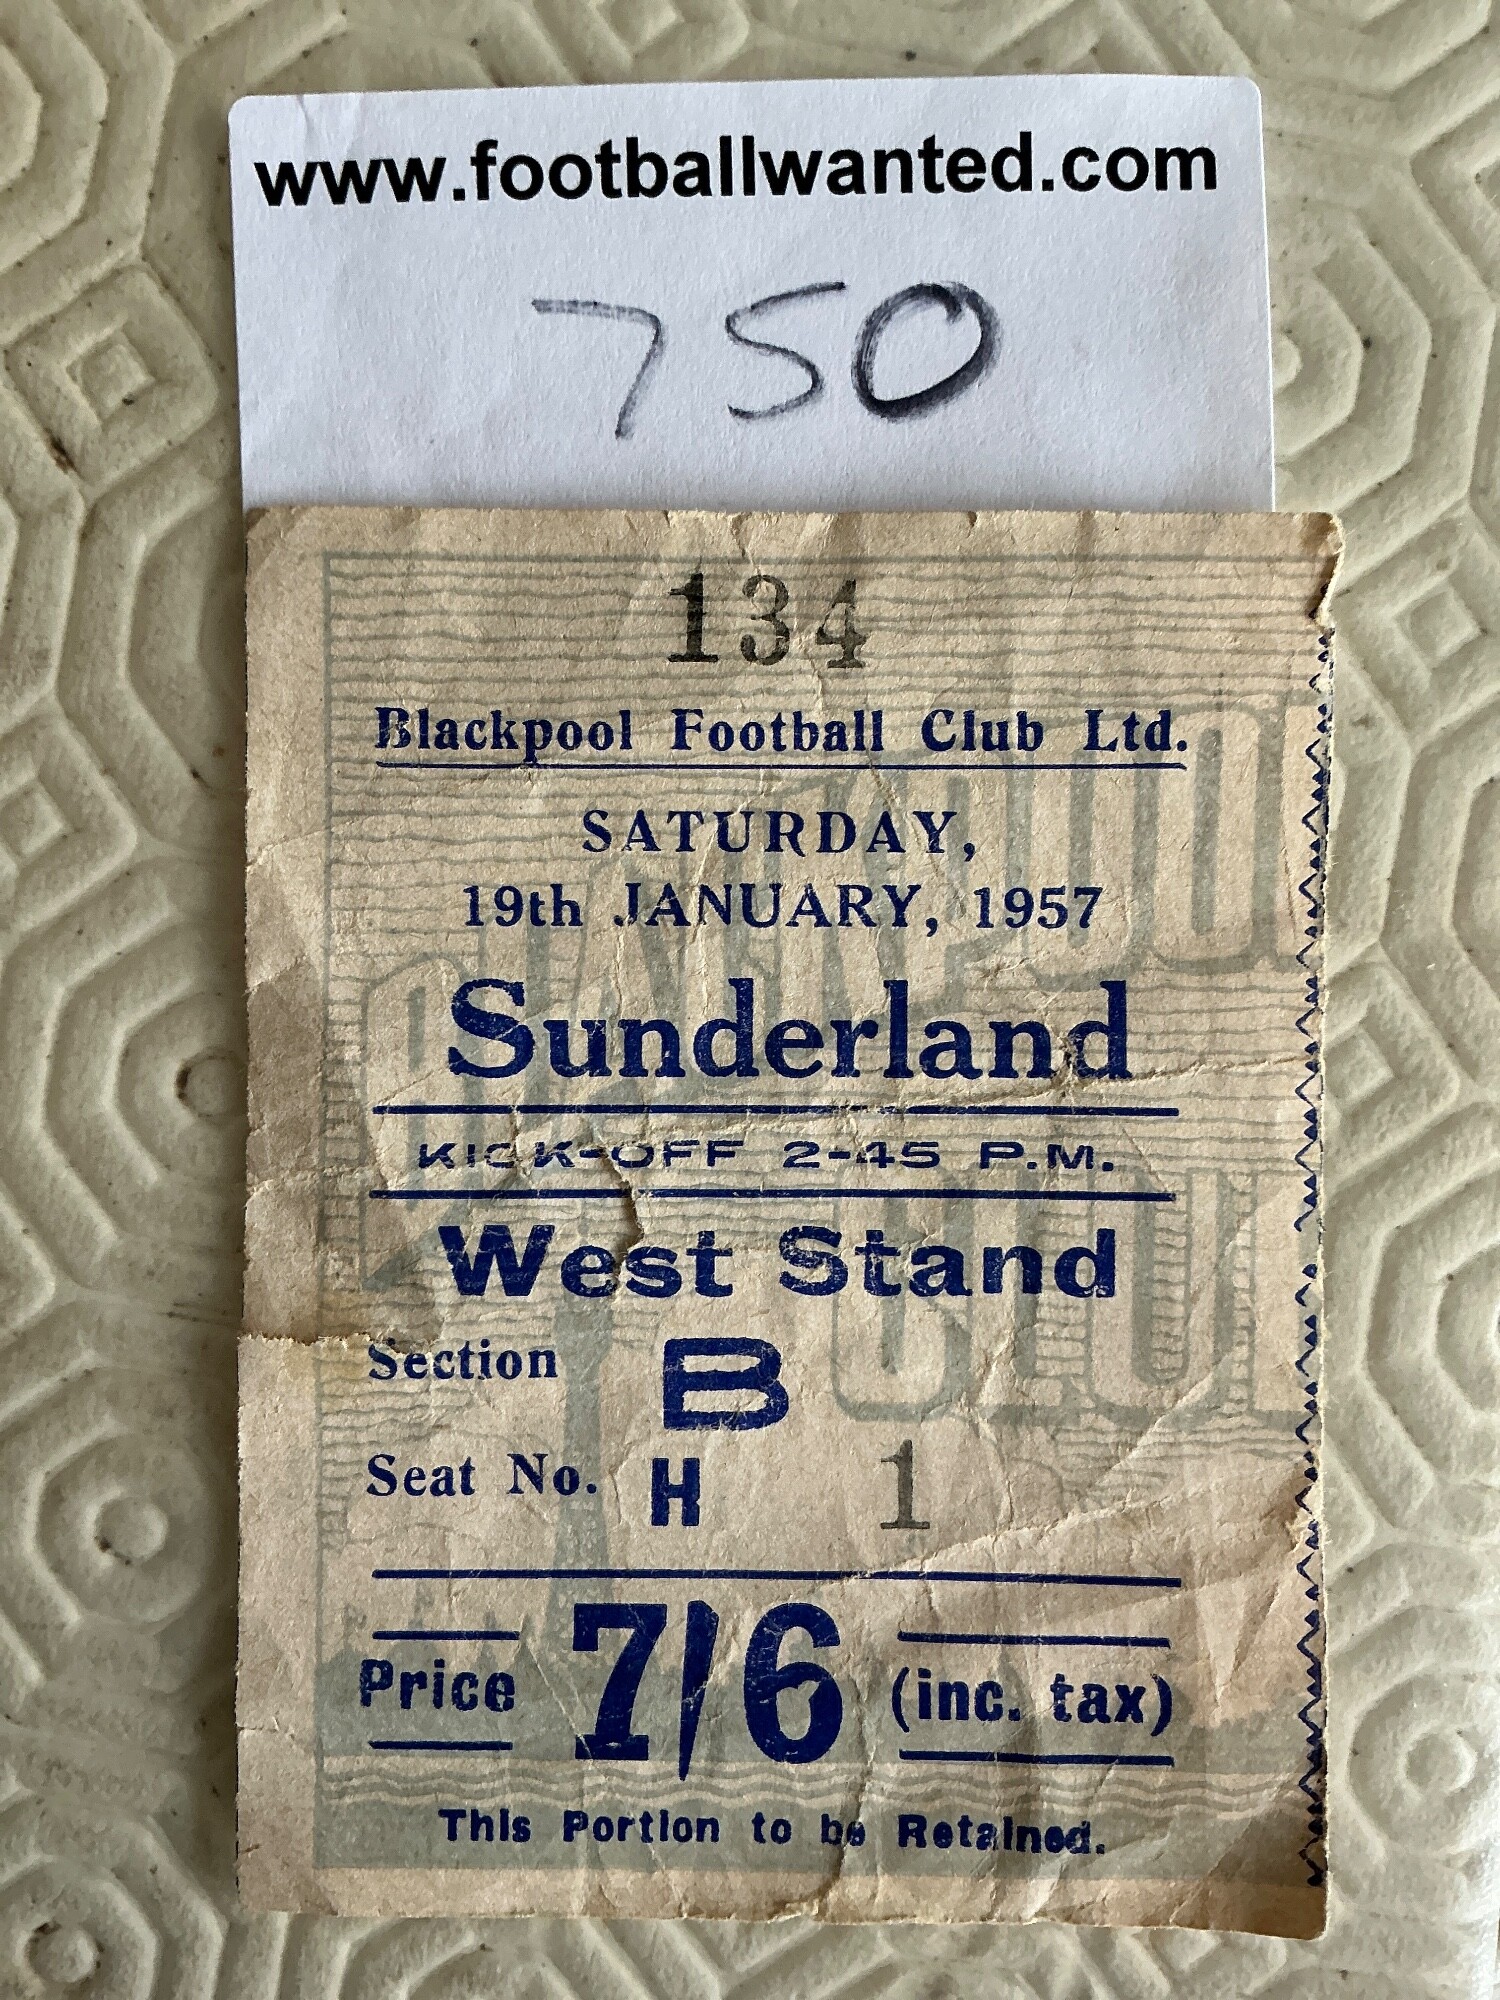 www.footballwanted.com
750
134
Blackpool Football Club Ltd.
SATURDAY,
19th JANUARY, 1957
Sunderland
KICK-OFF 2-45 P.M.
West Stand
Section B
Seat No. H 1
Price 7/6 (inc. tax)
This Portion to be Retained.